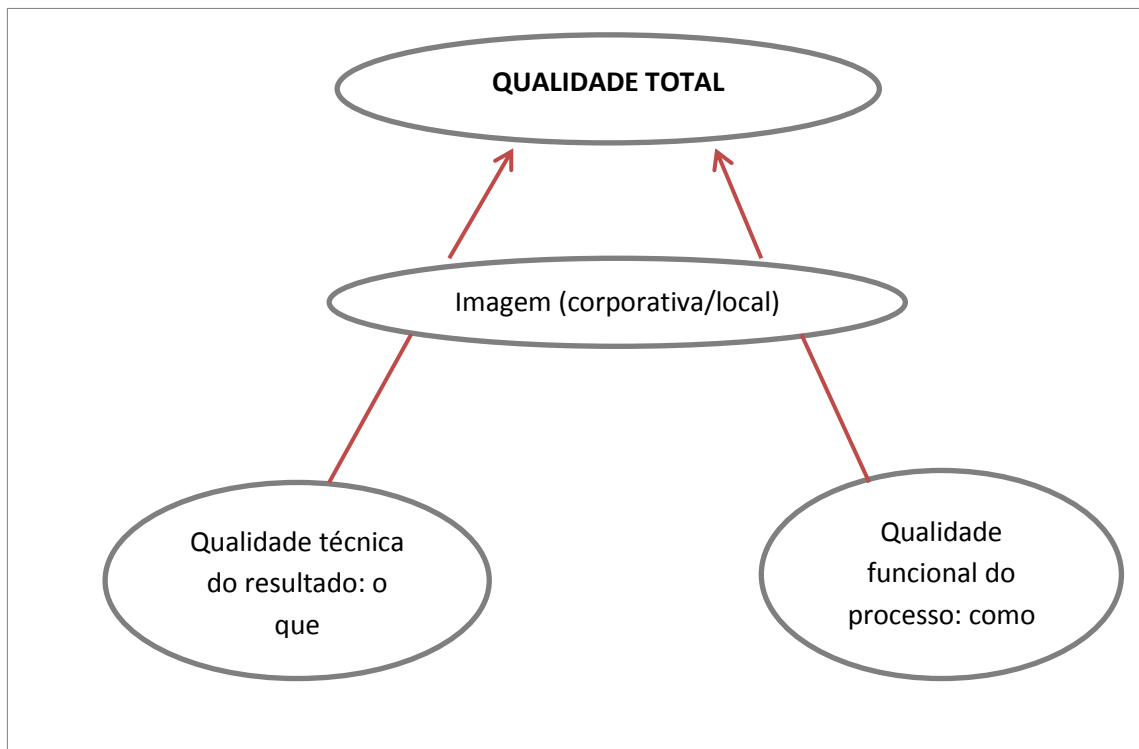 QUALIDADE TOTAL
Imagem (corporativa/local)
Qualidade técnica
do resultado: o
que
Qualidade
funcional do
processo: como